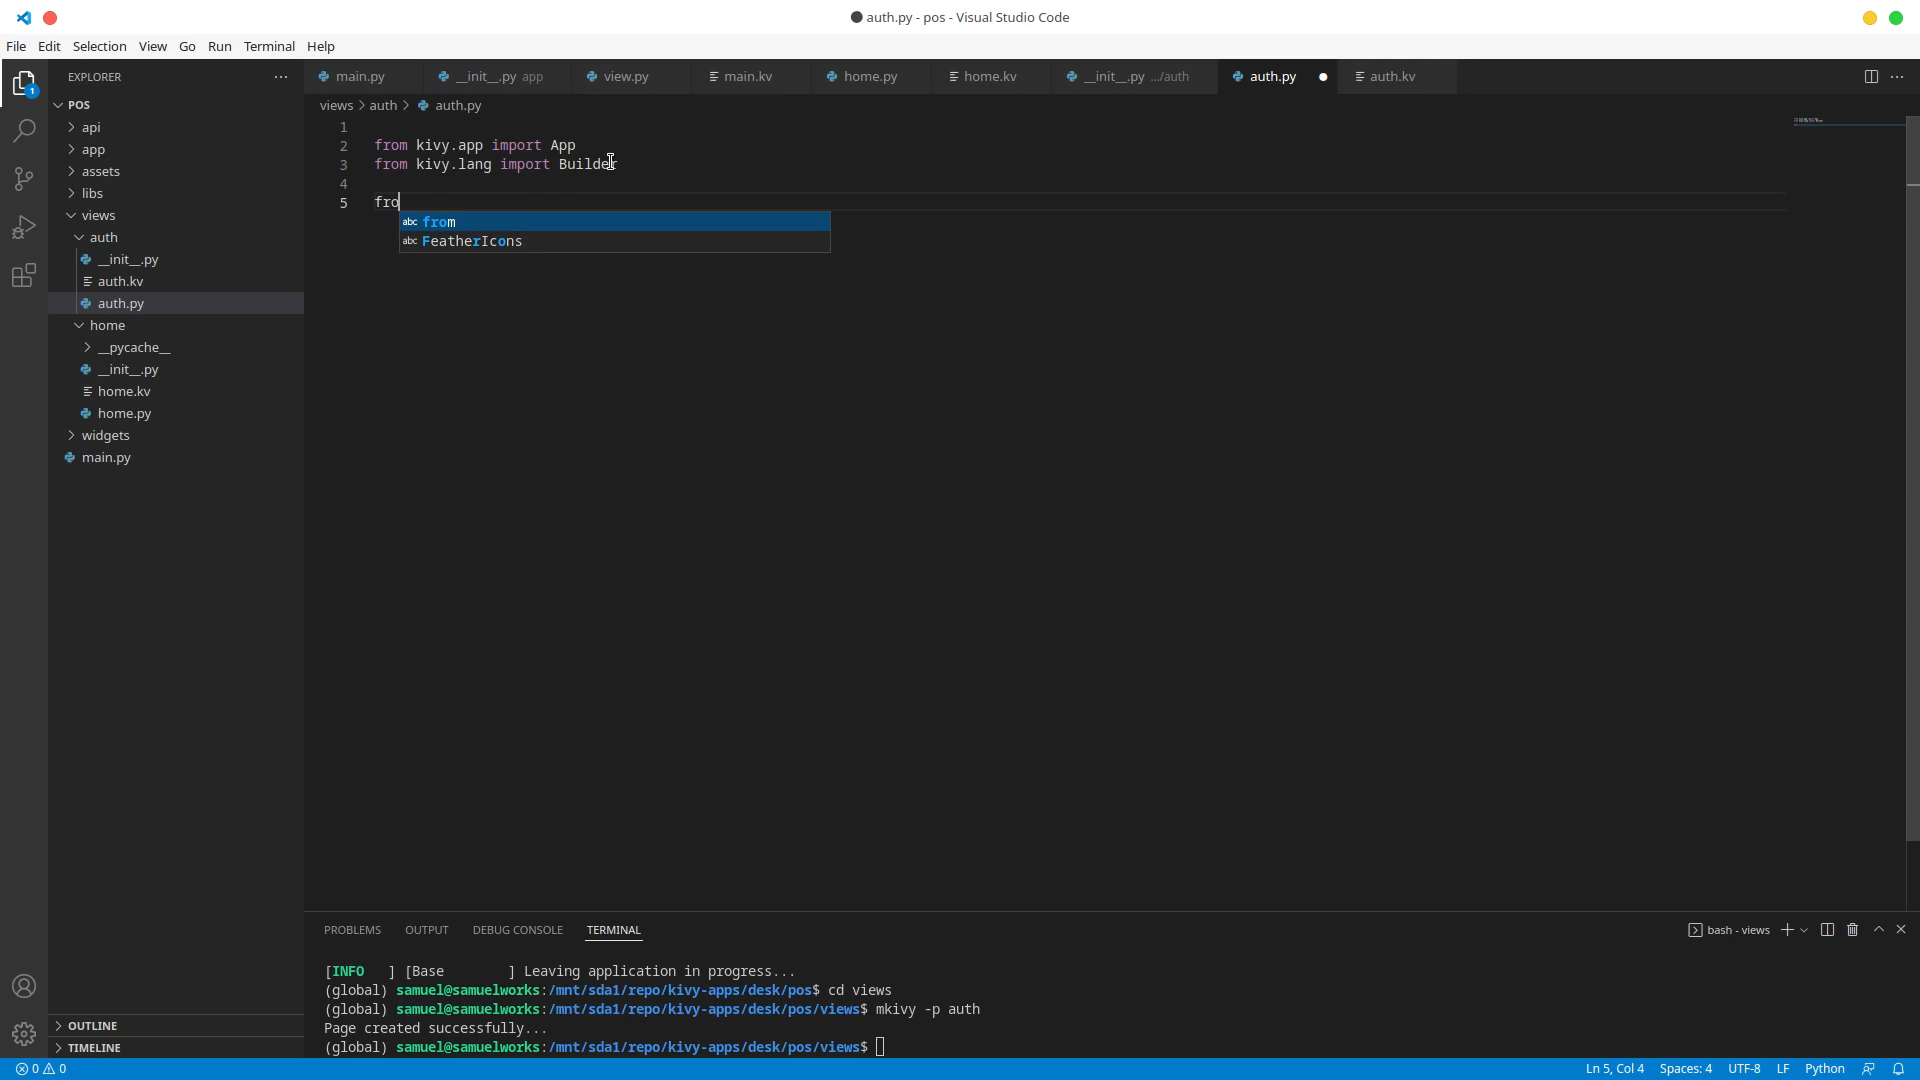 auth.py - pos - Visual Studio Code
File Edit Selection View Go Run Terminal Help
EXPLORER
main.py __init__.py app view.py main.kv home.py home.kv __init__.py .../auth auth.py auth.kv
1
views > auth > auth.py
POS
api
app
assets
libs
views
auth
__init__.py
auth.kv
auth.py
home
__pycache__
__init__.py
home.kv
home.py
widgets
main.py
OUTLINE
TIMELINE
1
2 from kivy.app import App
3 from kivy.lang import Builder
4
5 fro
abc from
abc FeatherIcons
PROBLEMS OUTPUT DEBUG CONSOLE TERMINAL
bash - views
[INFO   ] [Base        ] Leaving application in progress...
(global) samuel@samuelworks:/mnt/sda1/repo/kivy-apps/desk/pos$ cd views
(global) samuel@samuelworks:/mnt/sda1/repo/kivy-apps/desk/pos/views$ mkivy -p auth
Page created successfully...
(global) samuel@samuelworks:/mnt/sda1/repo/kivy-apps/desk/pos/views$
0 0
Ln 5, Col 4 Spaces: 4 UTF-8 LF Python